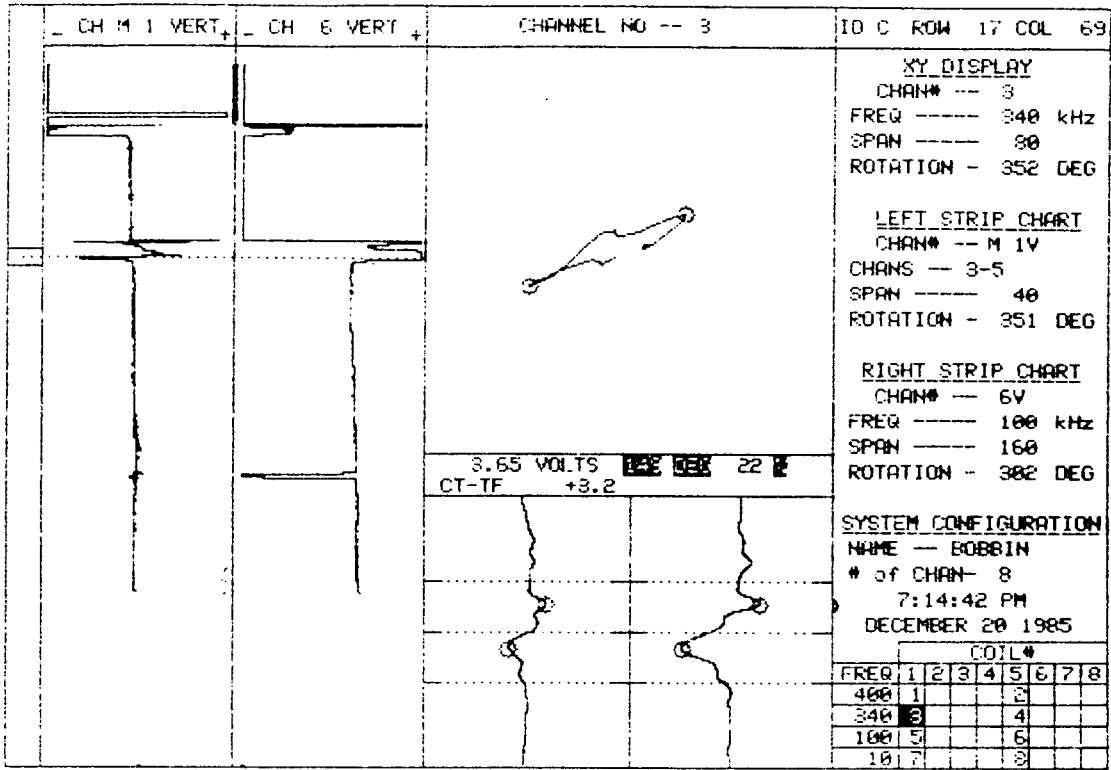 - CH M 1 VERT +
- CH 6 VERT +
CHANNEL NO -- 3
ID C ROW 17 COL 69
XY DISPLAY
CHAN# -- 3
FREQ ----- 340 kHz
SPAN -----
ROTATION - 352 DEG
LEFT STRIP CHART
CHAN# -- M 1V
CHANS -- 3-5
SPAN ----- 40
ROTATION - 351 DEG
RIGHT STRIP CHART
CHAN# -- 6V
FREQ ----- 100 kHz
SPAN ----- 160
ROTATION - 302 DEG
3.65 VOLTS 22
CT-TF +3.2
SYSTEM CONFIGURATION
NAME -- BOBBIN
# of CHAN- 8
7:14:42 PM
DECEMBER 20 1985
COIL#
FREQ 1 2 3 4 5 6 7 8
400 1 2
340 3 4
100 5 6
10 7 8